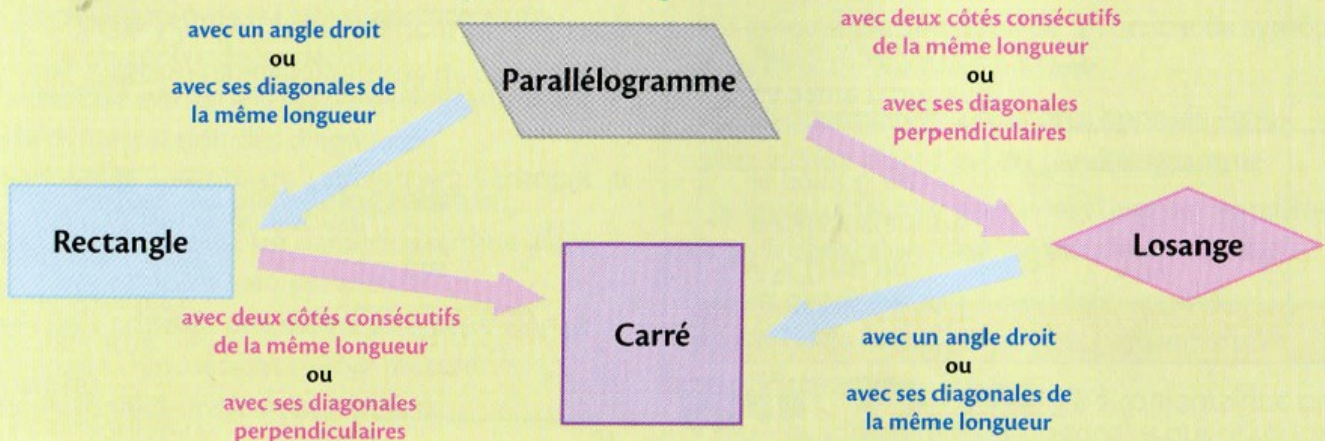 avec un angle droit
ou
avec ses diagonales de
la même longueur
Parallélogramme
avec deux côtés consécutifs
de la même longueur
ou
avec ses diagonales
perpendiculaires
Rectangle
Losange
avec deux côtés consécutifs
de la même longueur
ou
avec ses diagonales
perpendiculaires
Carré
avec un angle droit
ou
avec ses diagonales de
la même longueur